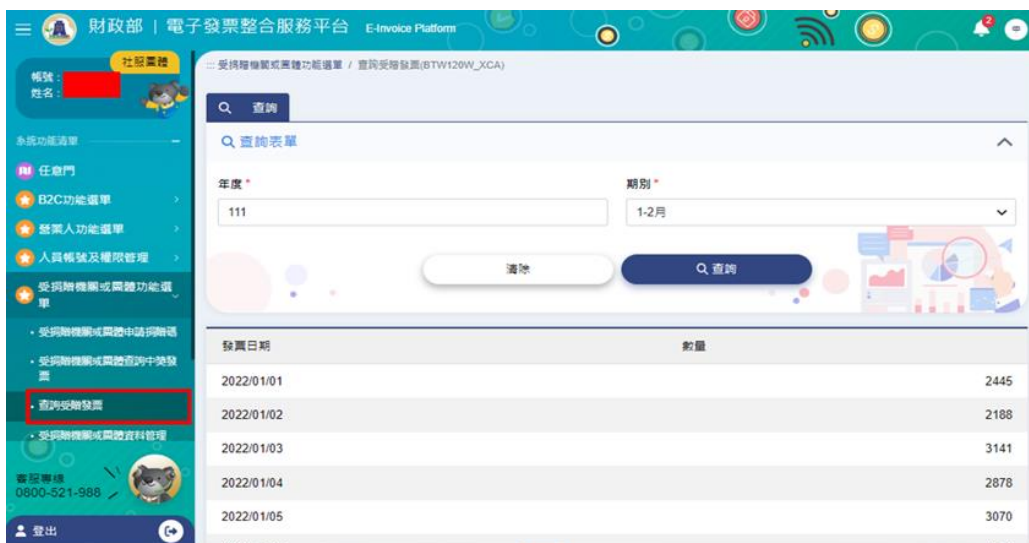 財政部 | 電子發票整合服務平台 E-Invoice Platform
2
社服團體
帳號：
姓名：
系統功能清單
任意門
B2C功能選單
營業人功能選單
人員帳號及權限管理
受捐贈機關或團體功能選
單
受捐贈機關或團體申請捐贈碼
受捐贈機關或團體查詢中獎發
票
查詢受贈發票
受捐贈機關或團體資料管理
客服專線
0800-521-988
登出
受捐贈機關或團體功能選單 / 查詢受贈發票(BTW120W_XCA)
查詢
查詢表單
年度 * 期別 *
111 1-2月
清除 查詢
發票日期 數量
2022/01/01 2445
2022/01/02 2188
2022/01/03 3141
2022/01/04 2878
2022/01/05 3070